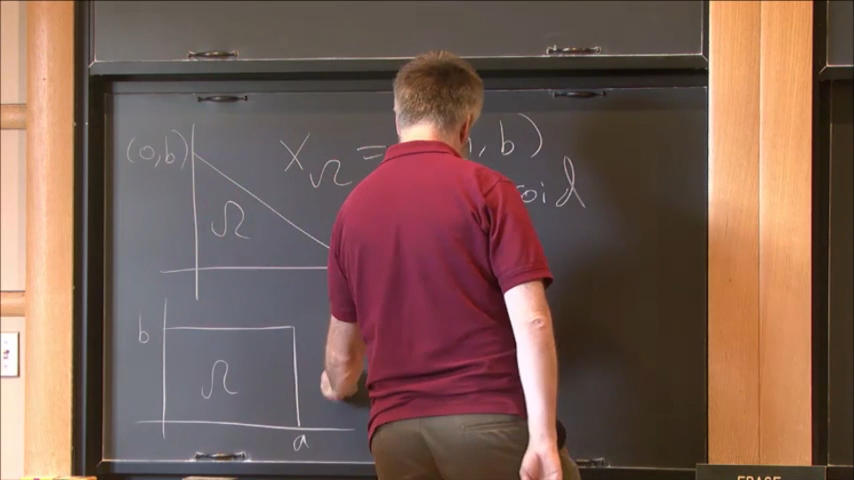 (0,b)
X_Ω = , b)
Ω
oid
b
Ω
a
ERASE